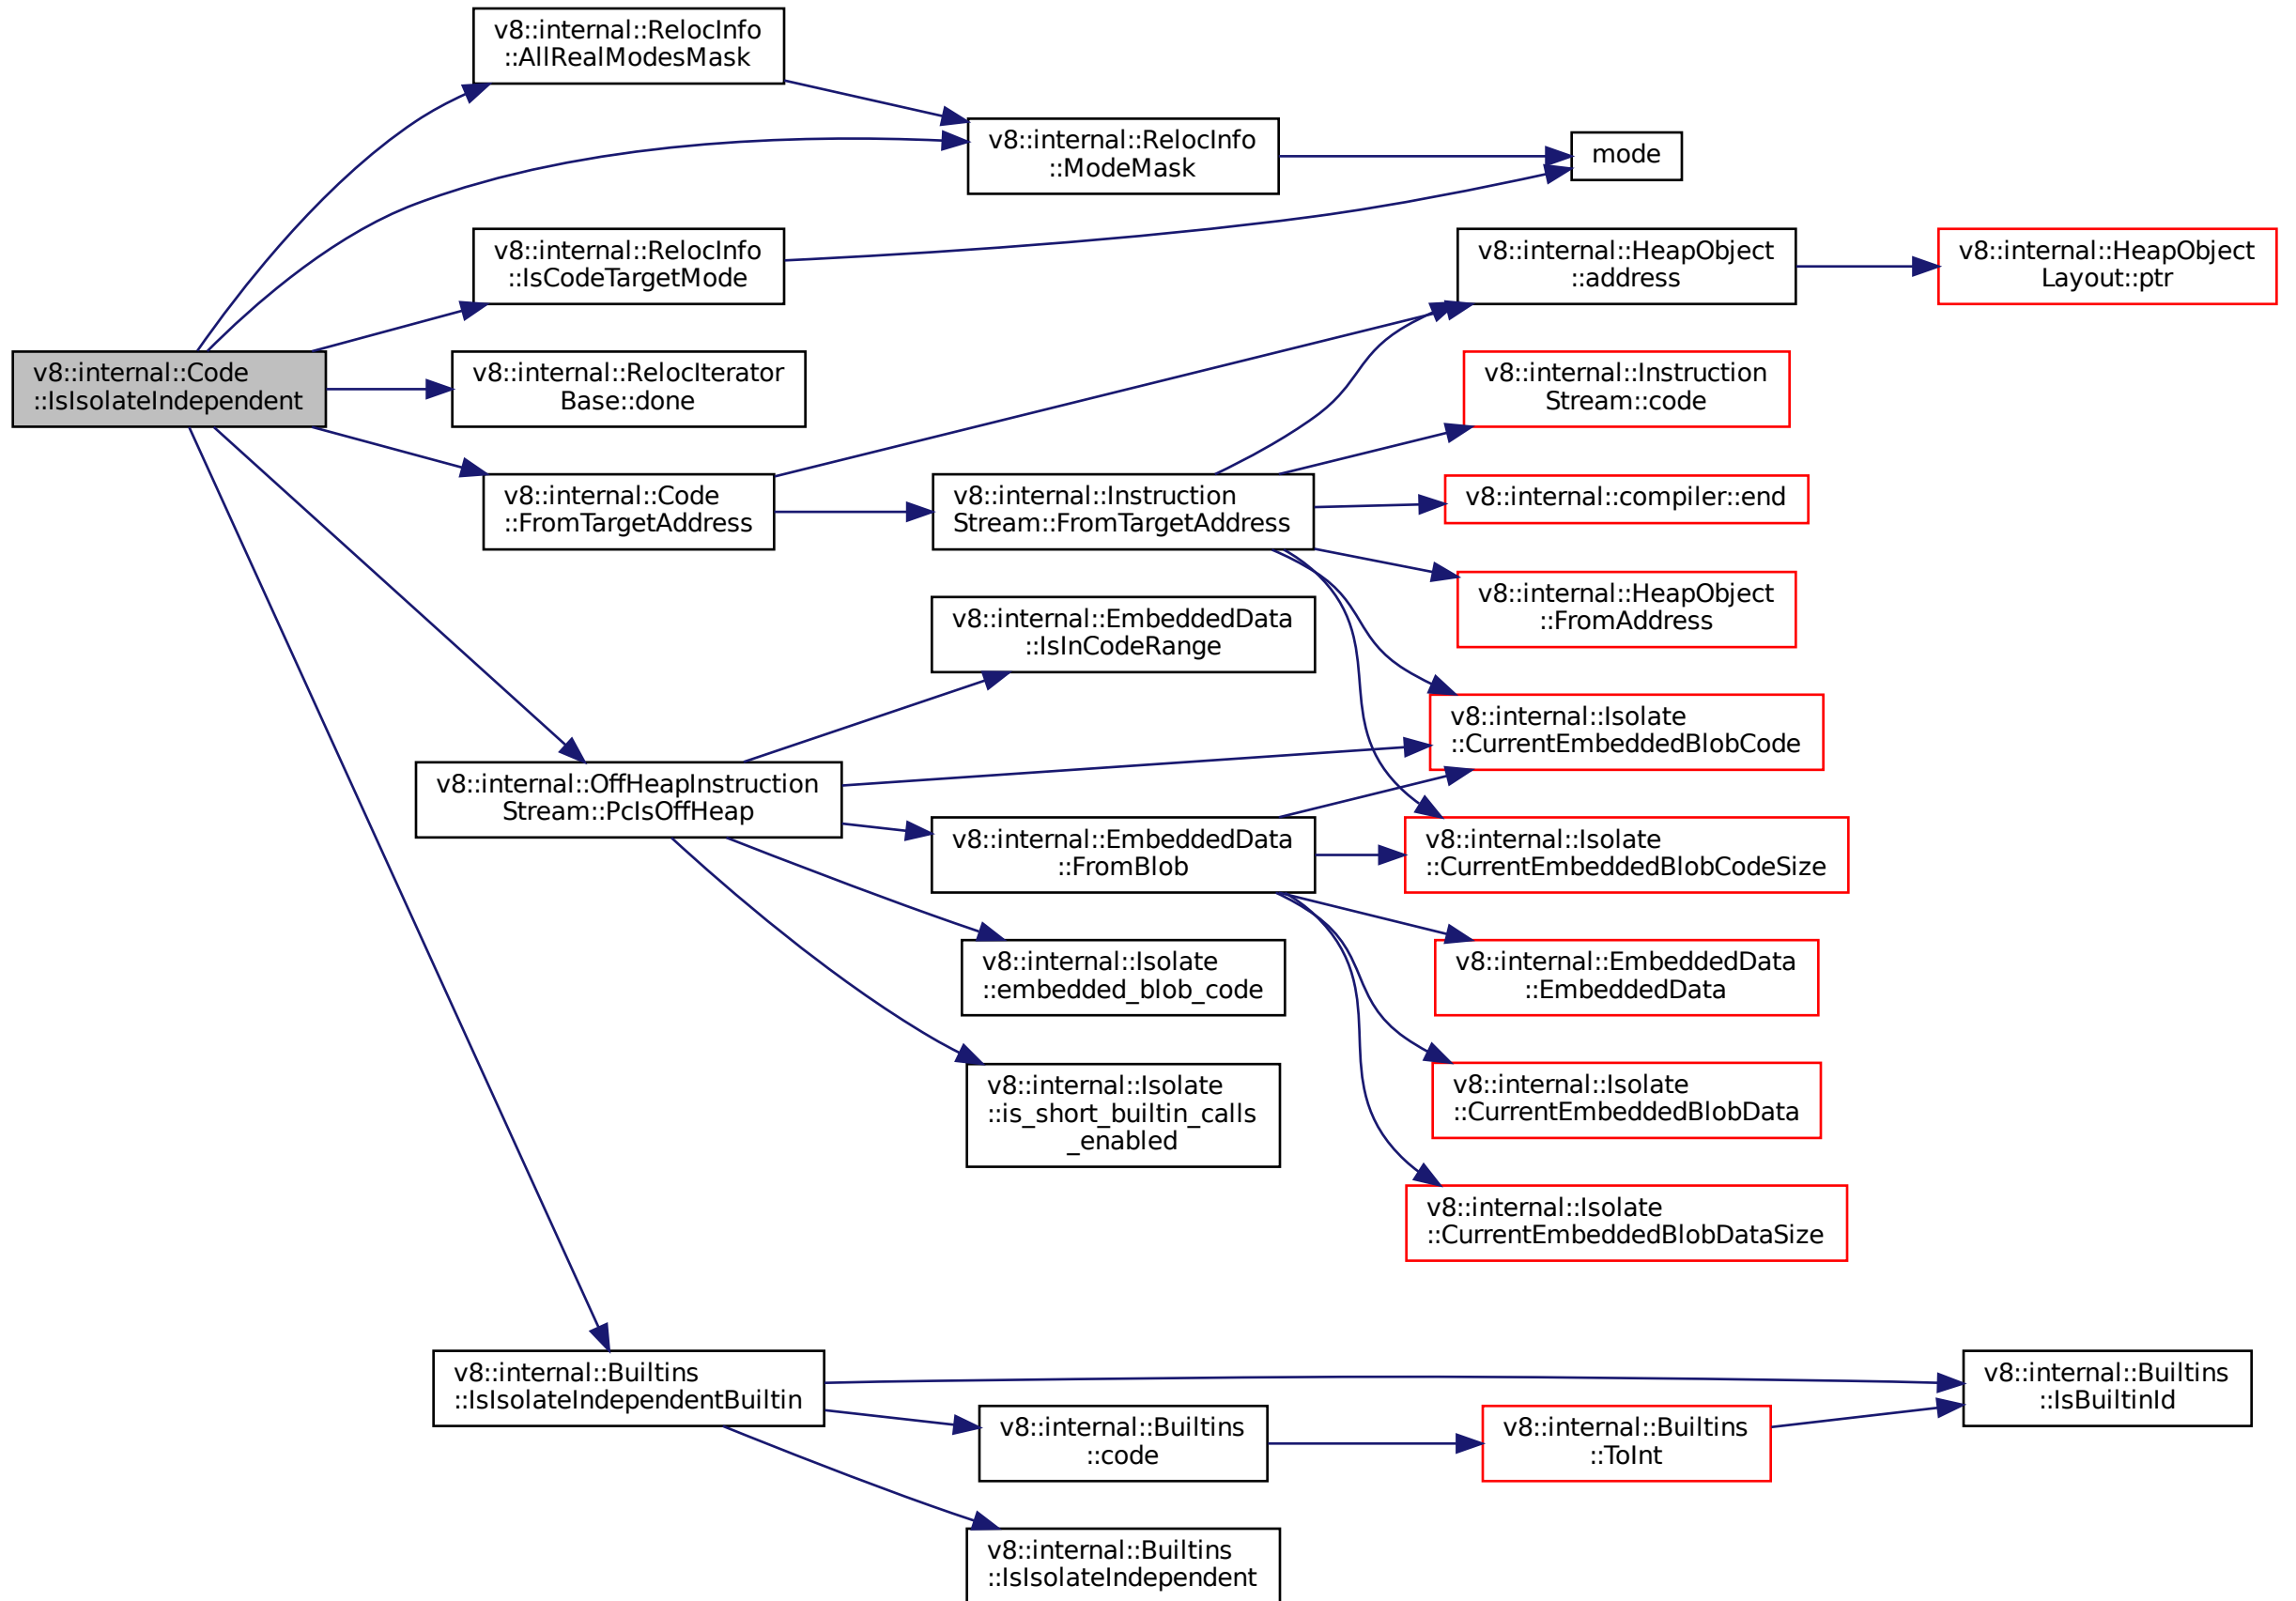 v8::internal::RelocInfo
::AllRealModesMask
v8::internal::RelocInfo
::ModeMask
mode
v8::internal::RelocInfo
::IsCodeTargetMode
v8::internal::HeapObject
::address
v8::internal::HeapObject
Layout::ptr
v8::internal::Code
::IsIsolateIndependent
v8::internal::RelocIterator
Base::done
v8::internal::Instruction
Stream::code
v8::internal::Code
::FromTargetAddress
v8::internal::Instruction
Stream::FromTargetAddress
v8::internal::compiler::end
v8::internal::HeapObject
::FromAddress
v8::internal::EmbeddedData
::IsInCodeRange
v8::internal::Isolate
::CurrentEmbeddedBlobCode
v8::internal::OffHeapInstruction
Stream::PcIsOffHeap
v8::internal::EmbeddedData
::FromBlob
v8::internal::Isolate
::CurrentEmbeddedBlobCodeSize
v8::internal::Isolate
::embedded_blob_code
v8::internal::EmbeddedData
::EmbeddedData
v8::internal::Isolate
::is_short_builtin_calls
_enabled
v8::internal::Isolate
::CurrentEmbeddedBlobData
v8::internal::Isolate
::CurrentEmbeddedBlobDataSize
v8::internal::Builtins
::IsIsolateIndependentBuiltin
v8::internal::Builtins
::IsBuiltinId
v8::internal::Builtins
::code
v8::internal::Builtins
::ToInt
v8::internal::Builtins
::IsIsolateIndependent